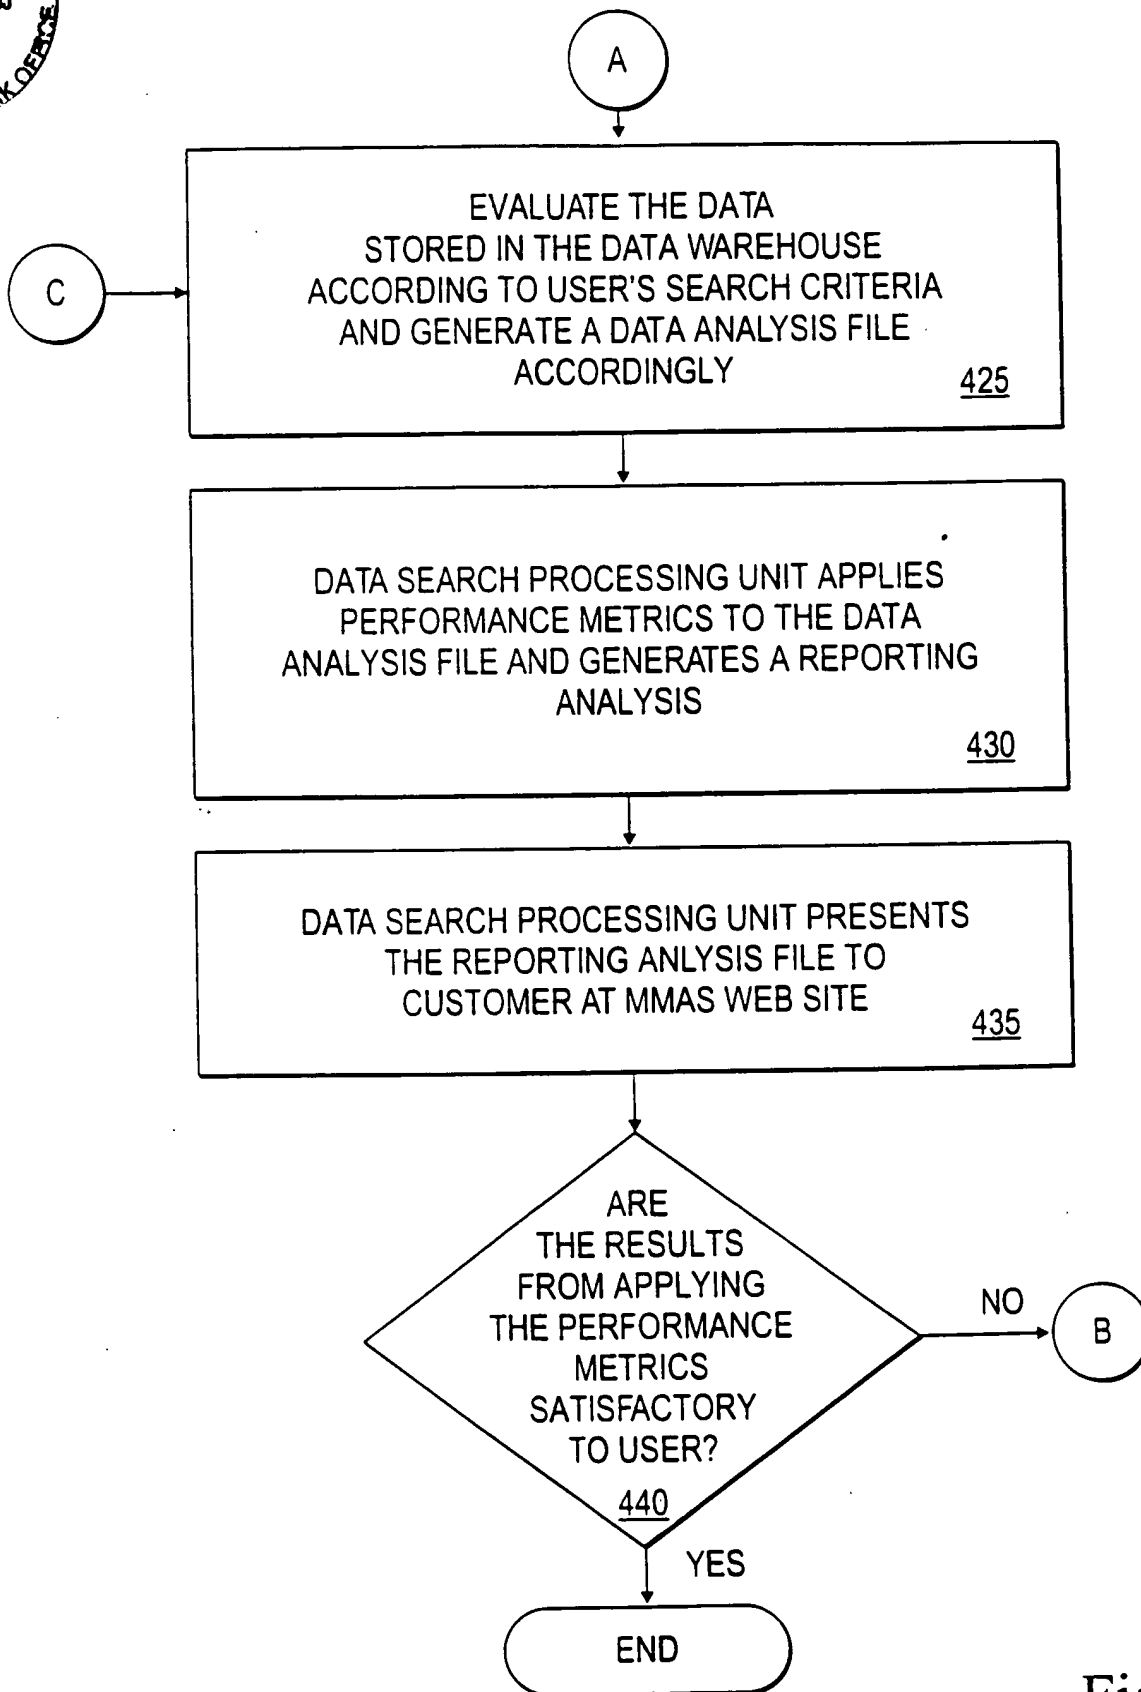 K OFFICE
A
EVALUATE THE DATA
STORED IN THE DATA WAREHOUSE
ACCORDING TO USER'S SEARCH CRITERIA
AND GENERATE A DATA ANALYSIS FILE
ACCORDINGLY
425
C
DATA SEARCH PROCESSING UNIT APPLIES
PERFORMANCE METRICS TO THE DATA
ANALYSIS FILE AND GENERATES A REPORTING
ANALYSIS
430
DATA SEARCH PROCESSING UNIT PRESENTS
THE REPORTING ANLYSIS FILE TO
CUSTOMER AT MMAS WEB SITE
435
ARE
THE RESULTS
FROM APPLYING
THE PERFORMANCE
METRICS
SATISFACTORY
TO USER?
440
NO
B
YES
END